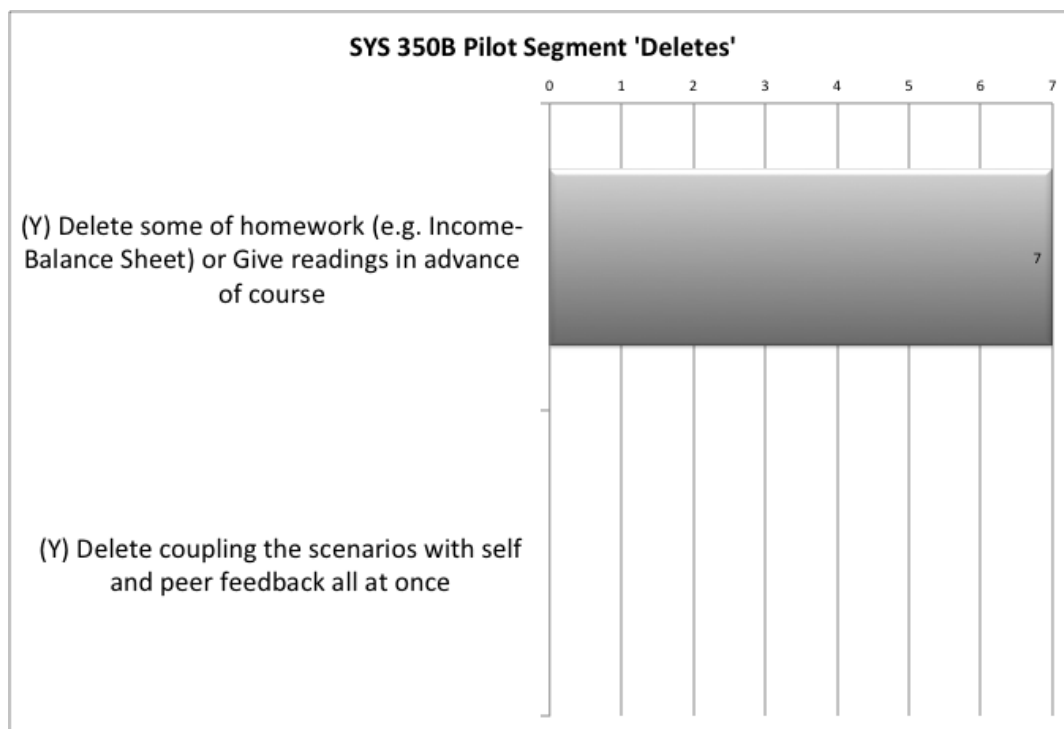 SYS 350B Pilot Segment 'Deletes'
0 1 2 3 4 5 6 7
(Y) Delete some of homework (e.g. Income-
Balance Sheet) or Give readings in advance
of course
7
(Y) Delete coupling the scenarios with self
and peer feedback all at once